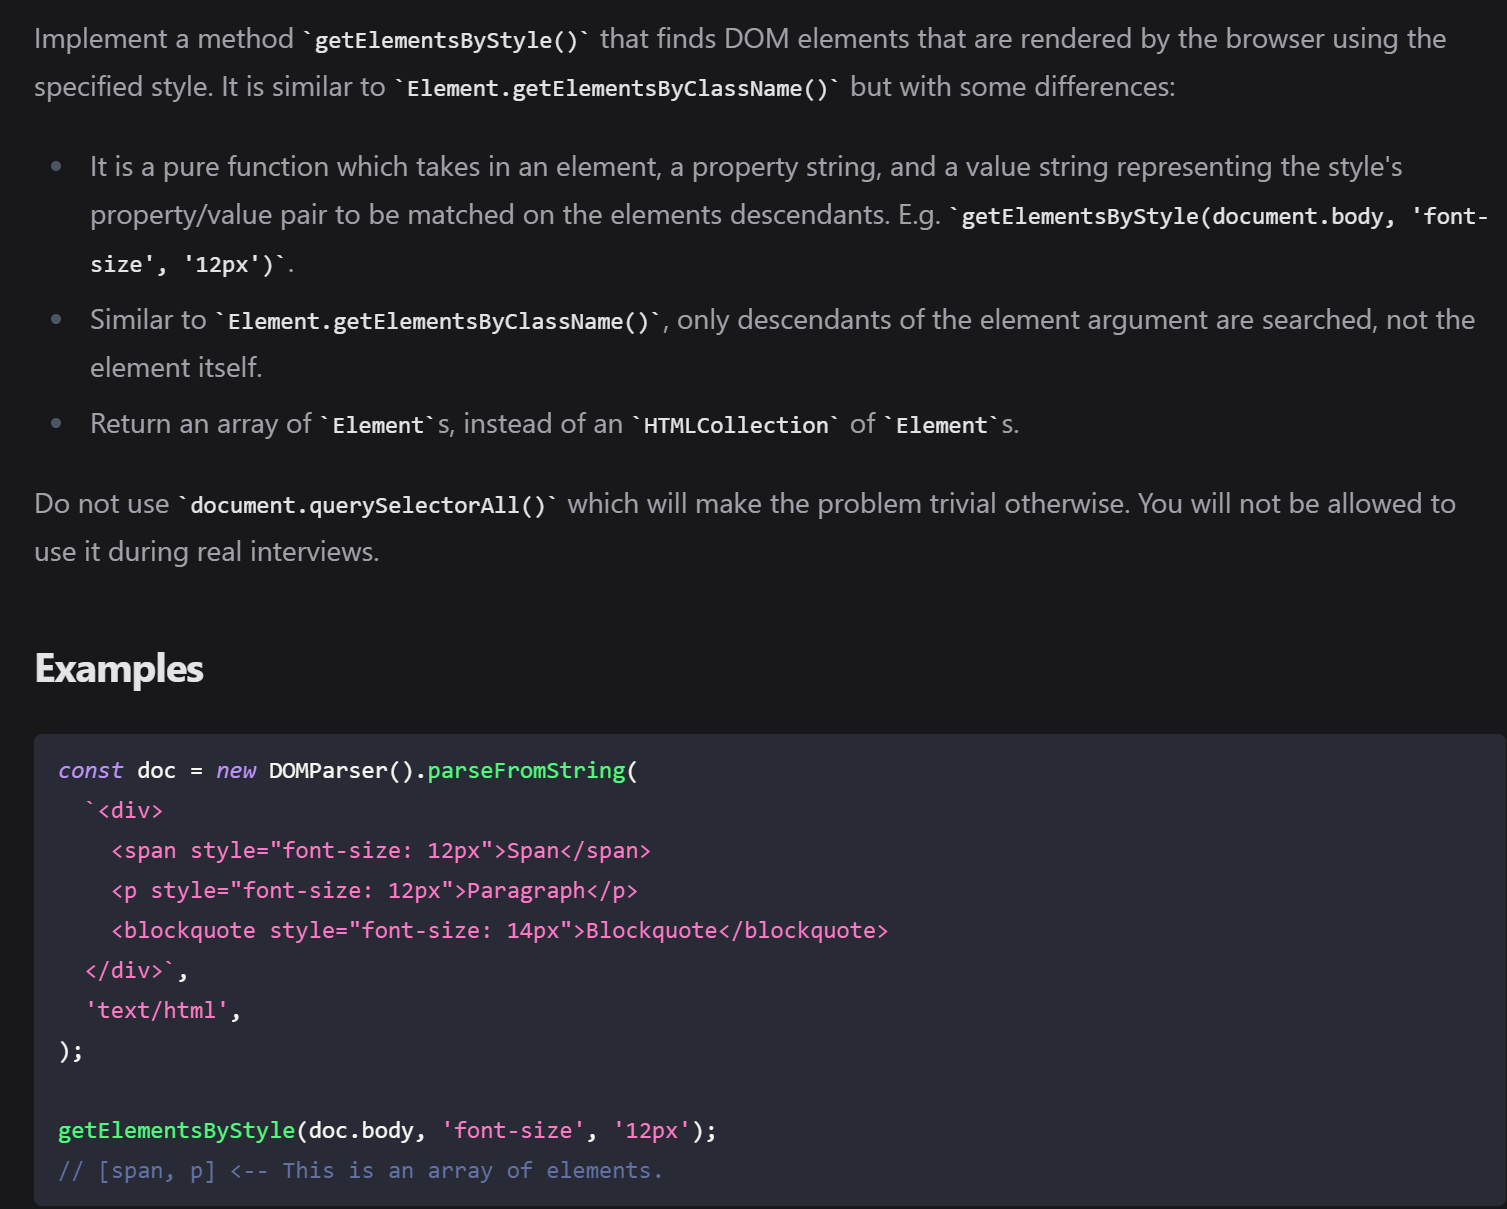 Implement a method `getElementsByStyle()` that finds DOM elements that are rendered by the browser using the
specified style. It is similar to `Element.getElementsByClassName()` but with some differences:
• It is a pure function which takes in an element, a property string, and a value string representing the style's
property/value pair to be matched on the elements descendants. E.g. `getElementsByStyle(document.body, 'font-
size', '12px')`.
• Similar to `Element.getElementsByClassName()`, only descendants of the element argument are searched, not the
element itself.
• Return an array of `Element`s, instead of an `HTMLCollection` of `Element`s.
Do not use `document.querySelectorAll()` which will make the problem trivial otherwise. You will not be allowed to
use it during real interviews.
Examples
const doc = new DOMParser().parseFromString(
  `<div>
    <span style="font-size: 12px">Span</span>
    <p style="font-size: 12px">Paragraph</p>
    <blockquote style="font-size: 14px">Blockquote</blockquote>
  </div>`,
  'text/html',
);
getElementsByStyle(doc.body, 'font-size', '12px');
// [span, p] <-- This is an array of elements.